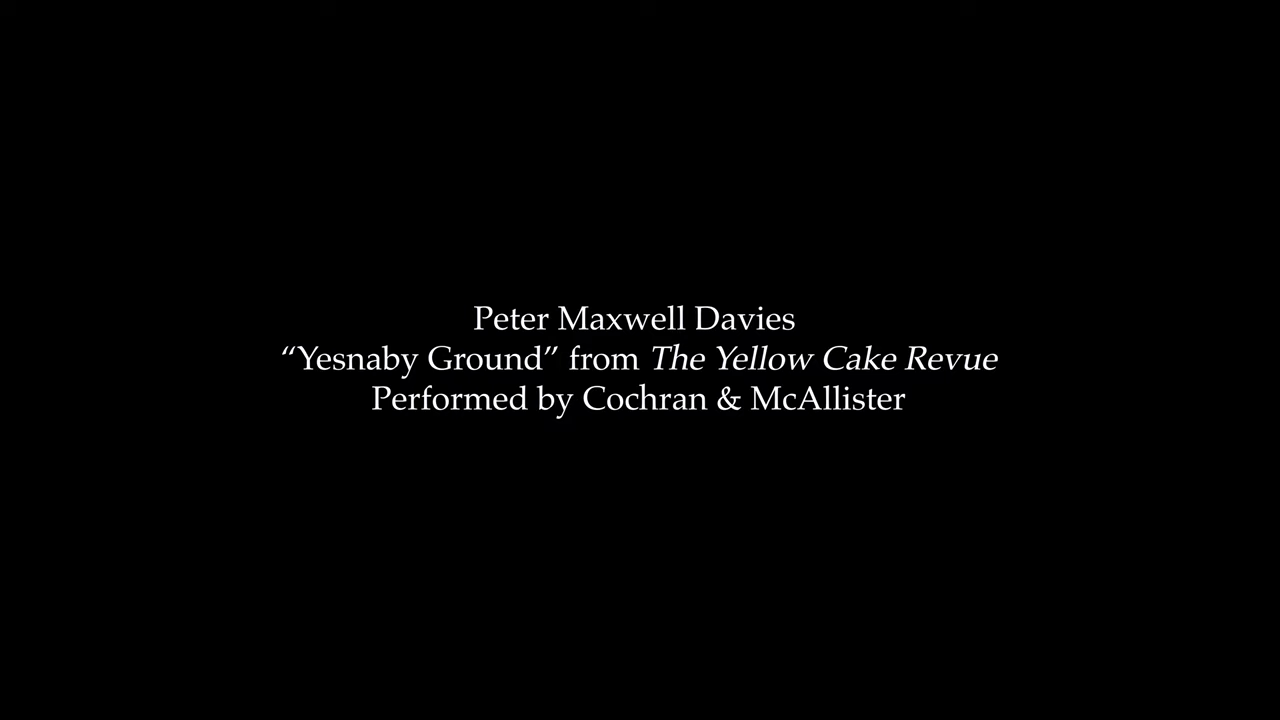 Peter Maxwell Davies
“Yesnaby Ground” from The Yellow Cake Revue
Performed by Cochran & McAllister